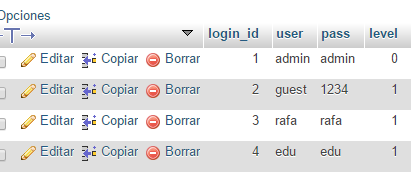 Opciones
login_id user pass level
Editar Copiar Borrar 1 admin admin 0
Editar Copiar Borrar 2 guest 1234 1
Editar Copiar Borrar 3 rafa rafa 1
Editar Copiar Borrar 4 edu edu 1